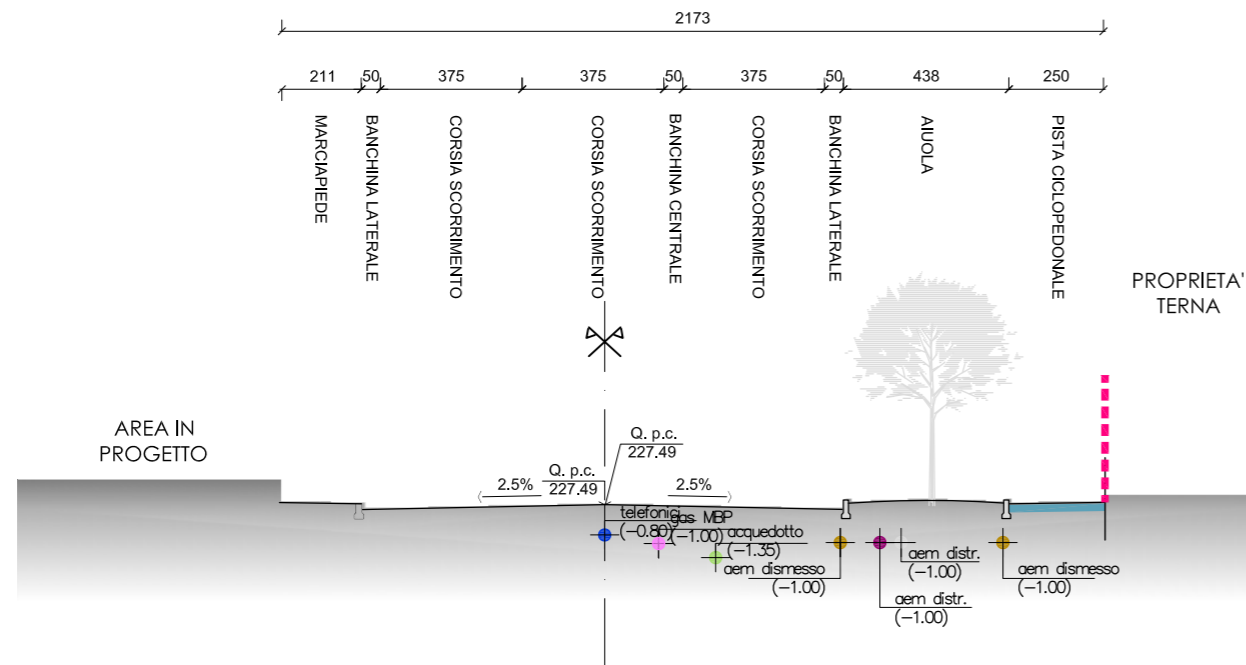 2173
211 50 375 375 50 375 50 438 250
MARCIAPIEDE
BANCHINA LATERALE
CORSIA SCORRIMENTO
CORSIA SCORRIMENTO
BANCHINA CENTRALE
CORSIA SCORRIMENTO
BANCHINA LATERALE
AIUOLA
PISTA CICLOPEDONALE
PROPRIETA'
TERNA
AREA IN
PROGETTO
Q. p.c.
227.49
Q. p.c.
227.49
2.5%
2.5%
telefonici
(-0.80)
gas MBP
(-1.00)
acquedotto
(-1.35)
aem dismesso
(-1.00)
aem distr.
(-1.00)
aem distr.
(-1.00)
aem dismesso
(-1.00)